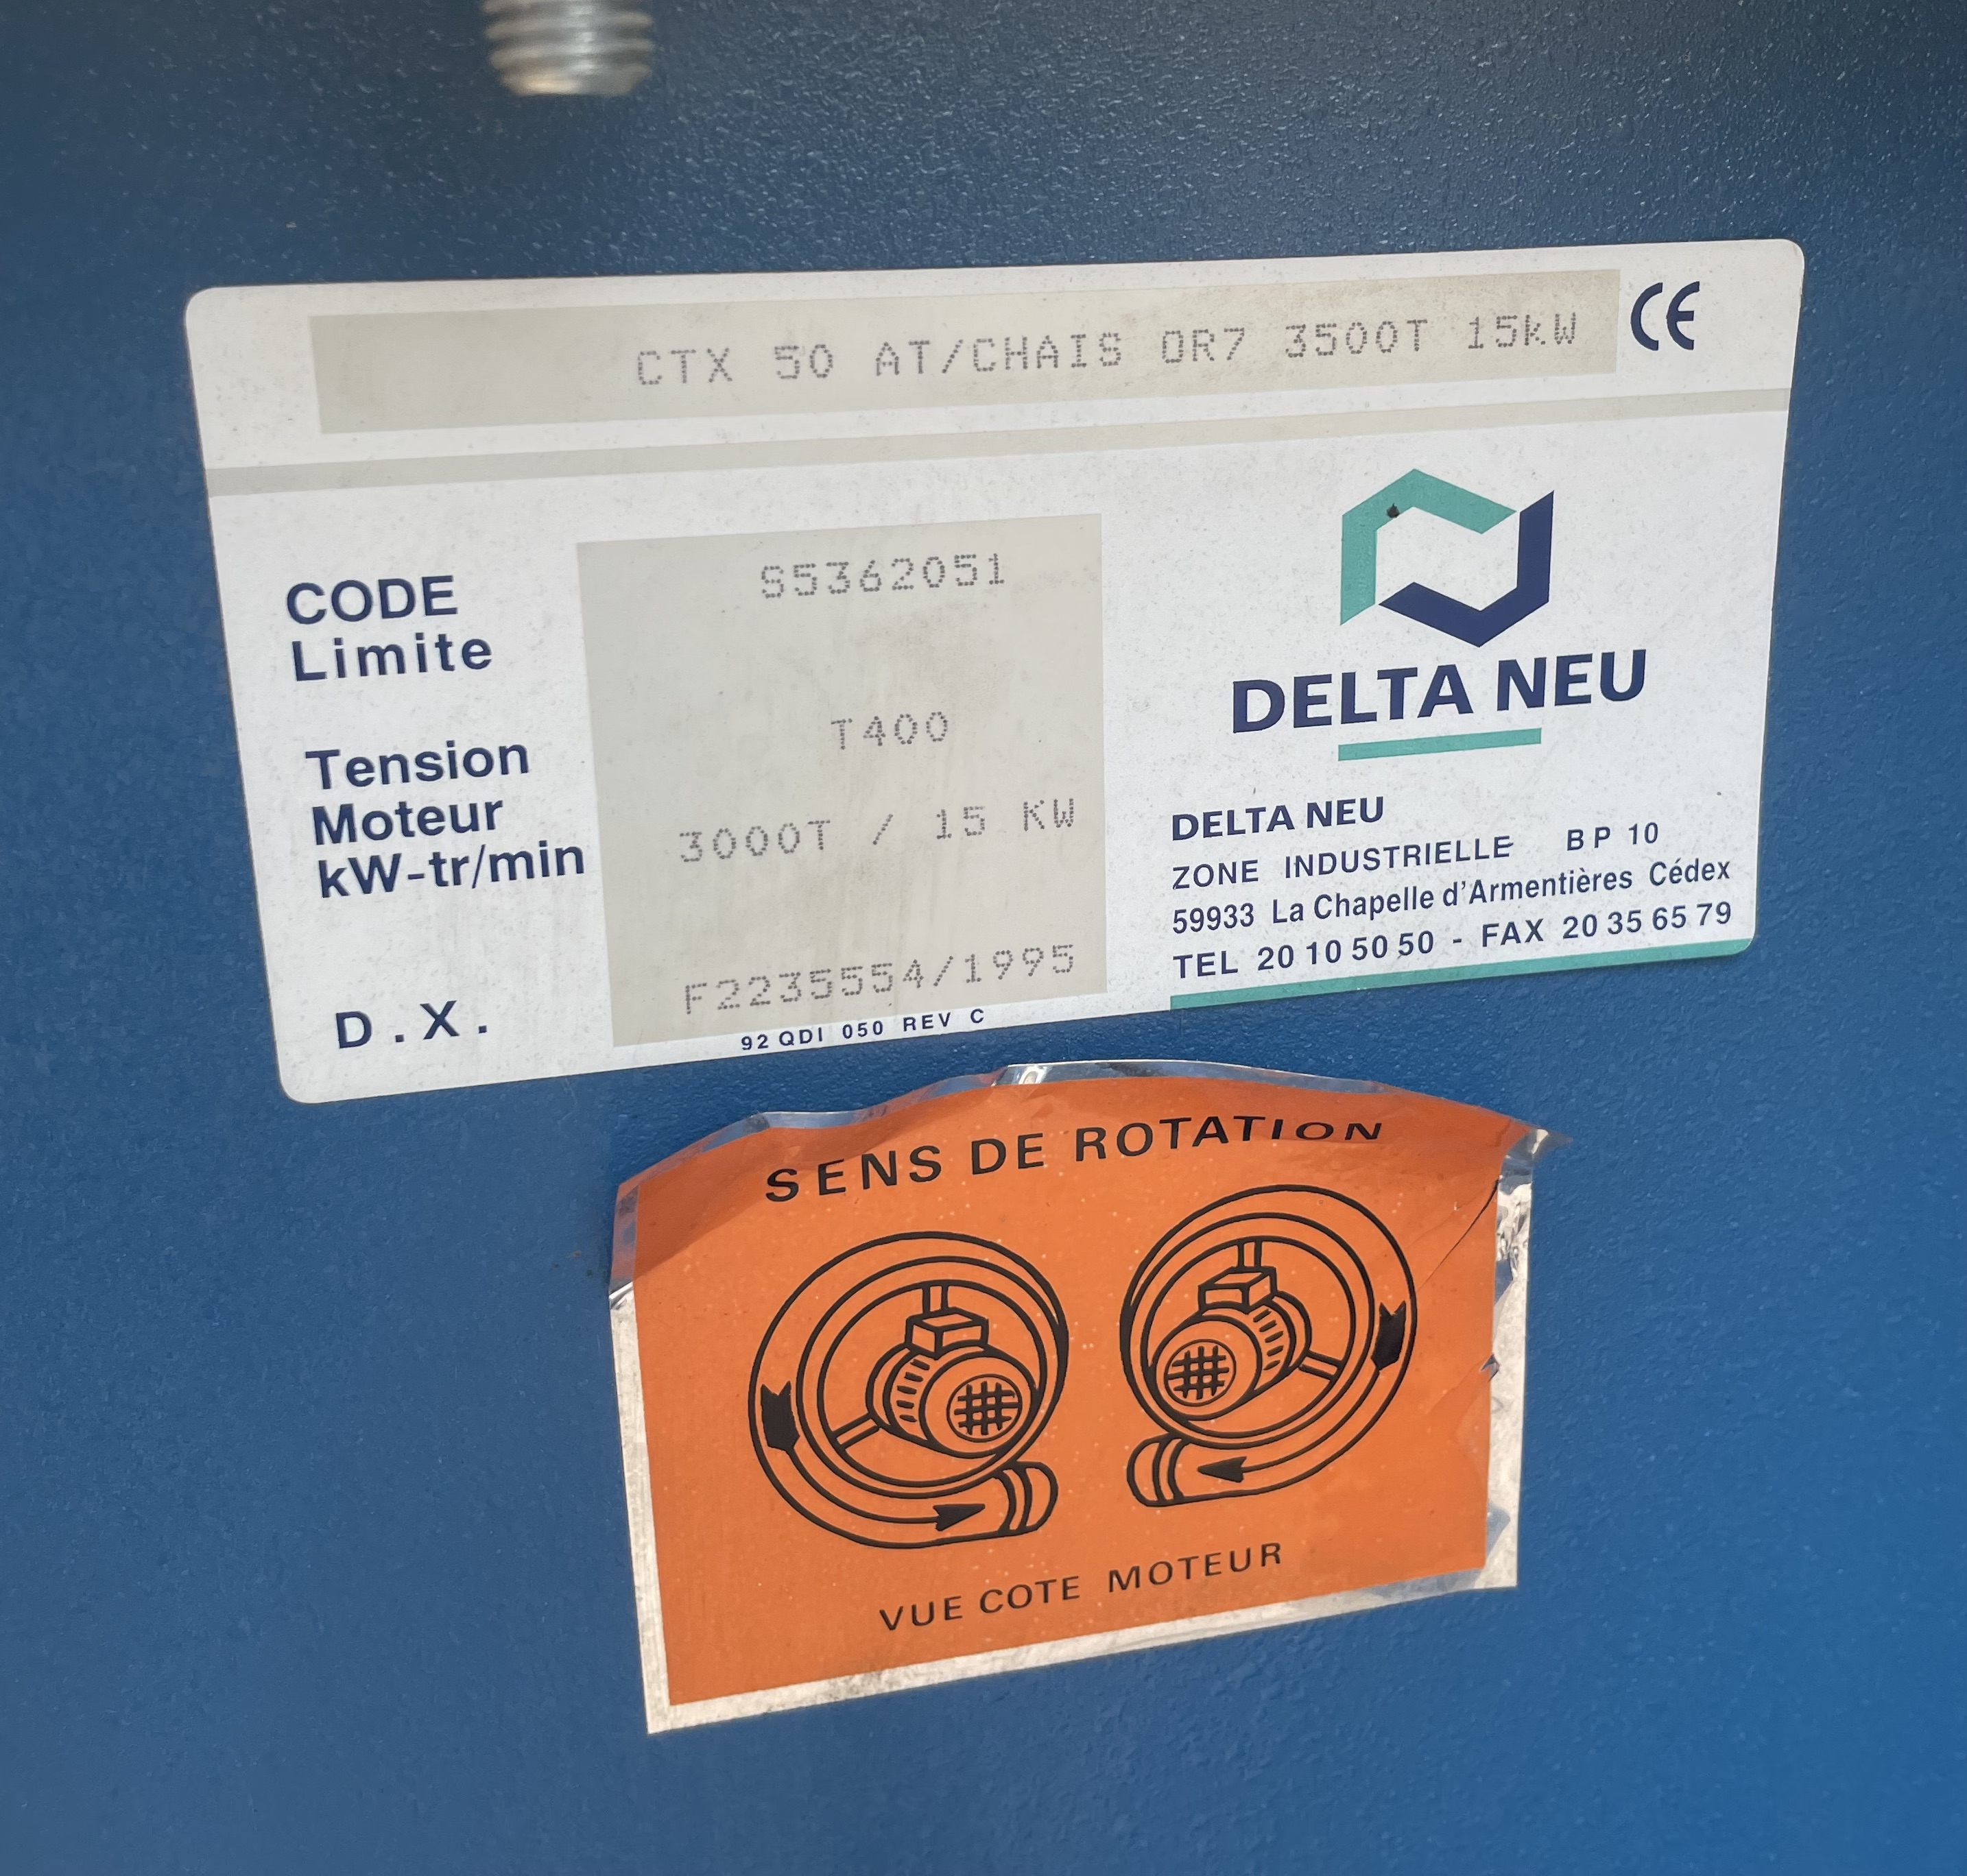 CTX 50 AT/CHAIS OR7 3500T 15kW CE
CODE S5362051
Limite
Tension T400
Moteur
kW-tr/min 3000T / 15 KW
D.X. F2235554/1995
92 QDI 050 REV C
DELTA NEU
DELTA NEU
ZONE INDUSTRIELLE BP 10
59933 La Chapelle d'Armentières Cédex
TEL 20 10 50 50 - FAX 20 35 65 79
SENS DE ROTATION
VUE COTE MOTEUR